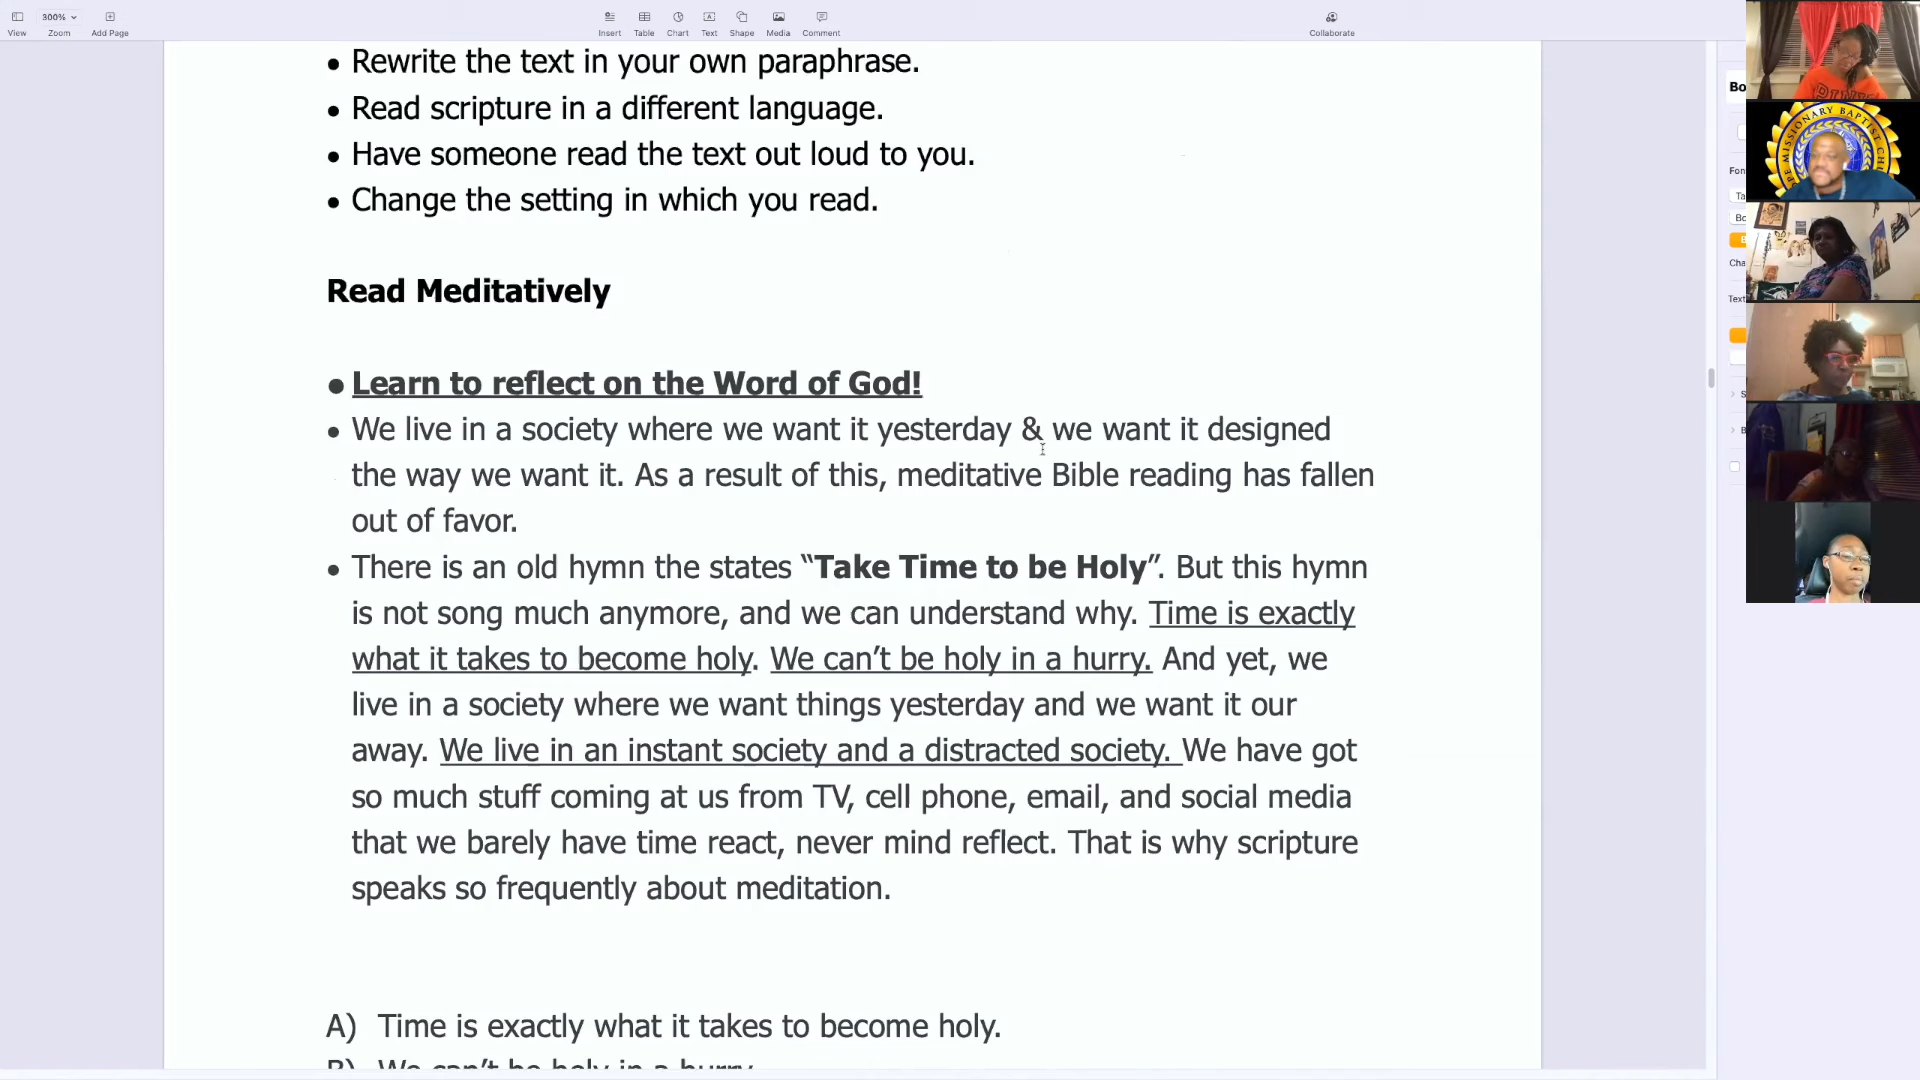 300%
View
Zoom
Add Page
Insert
Table
Chart
Text
Shape
Media
Comment
Collaborate
• Rewrite the text in your own paraphrase.
• Read scripture in a different language.
• Have someone read the text out loud to you.
• Change the setting in which you read.
Read Meditatively
• Learn to reflect on the Word of God!
• We live in a society where we want it yesterday & we want it designed
the way we want it. As a result of this, meditative Bible reading has fallen
out of favor.
• There is an old hymn the states “Take Time to be Holy”. But this hymn
is not song much anymore, and we can understand why. Time is exactly
what it takes to become holy. We can’t be holy in a hurry. And yet, we
live in a society where we want things yesterday and we want it our
away. We live in an instant society and a distracted society. We have got
so much stuff coming at us from TV, cell phone, email, and social media
that we barely have time react, never mind reflect. That is why scripture
speaks so frequently about meditation.
A) Time is exactly what it takes to become holy.
B) We can’t be holy in a hurry
MISSIONARY BAPTIST